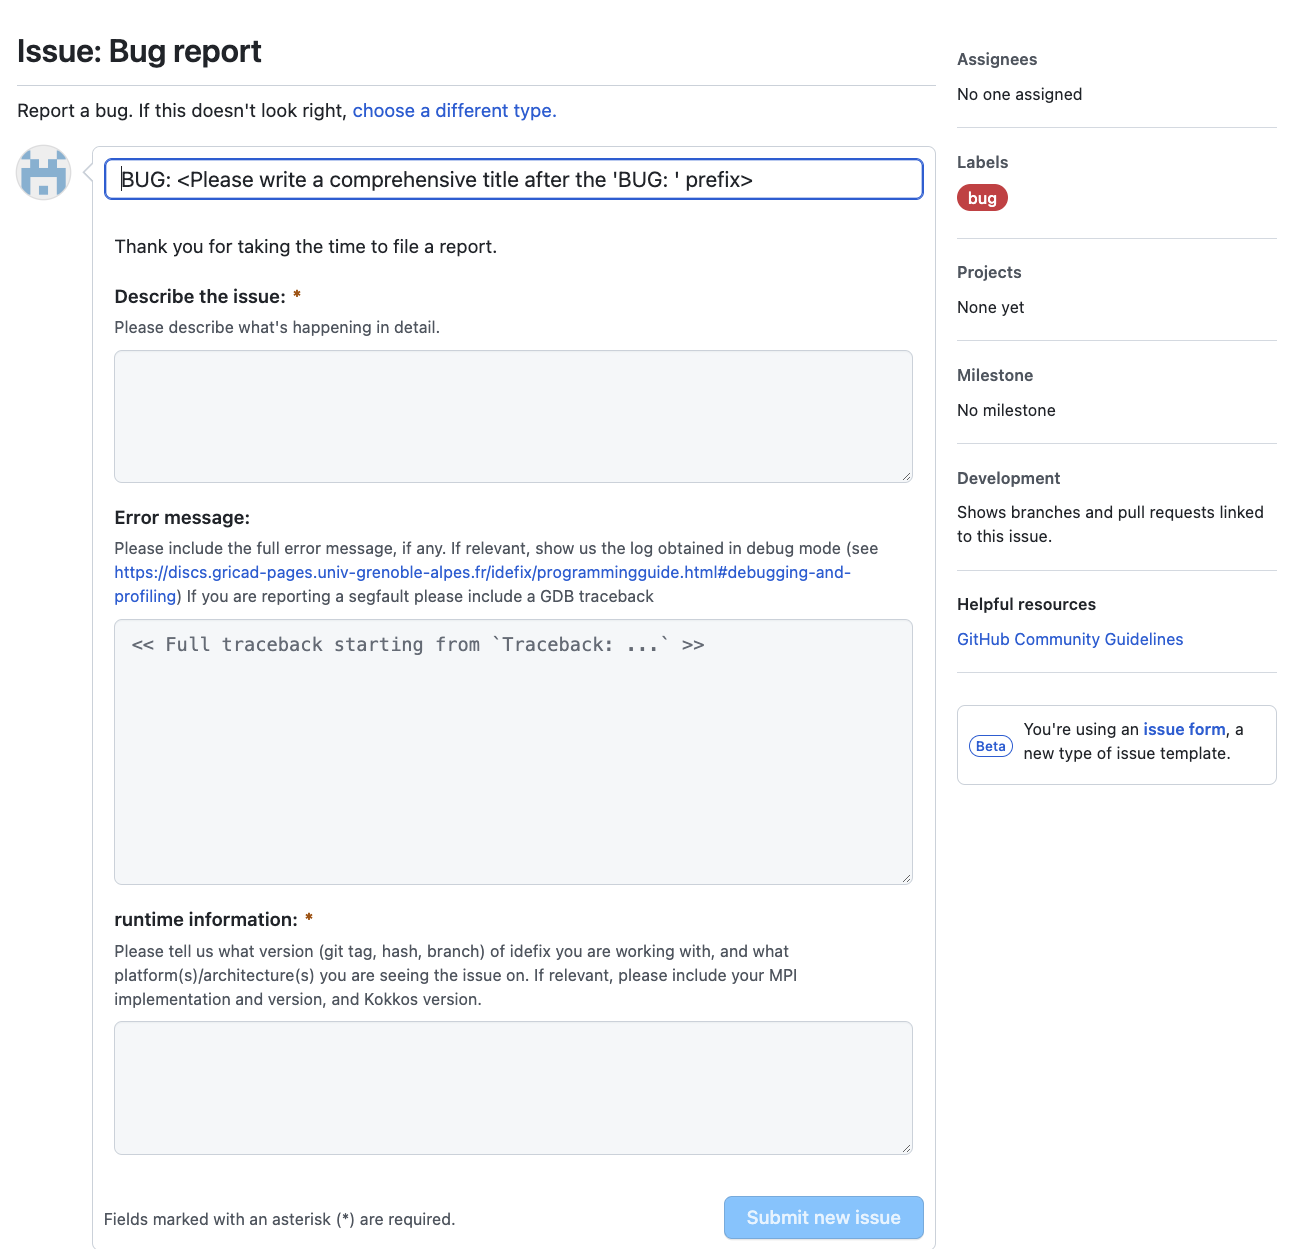 Issue: Bug report
Report a bug. If this doesn't look right, choose a different type.
BUG: <Please write a comprehensive title after the 'BUG: ' prefix>
Thank you for taking the time to file a report.
Describe the issue: *
Please describe what's happening in detail.
Error message:
Please include the full error message, if any. If relevant, show us the log obtained in debug mode (see
https://discs.gricad-pages.univ-grenoble-alpes.fr/idefix/programmingguide.html#debugging-and-
profiling) If you are reporting a segfault please include a GDB traceback
<< Full traceback starting from `Traceback: ...` >>
runtime information: *
Please tell us what version (git tag, hash, branch) of idefix you are working with, and what
platform(s)/architecture(s) you are seeing the issue on. If relevant, please include your MPI
implementation and version, and Kokkos version.
Fields marked with an asterisk (*) are required.
Submit new issue
Assignees
No one assigned
Labels
bug
Projects
None yet
Milestone
No milestone
Development
Shows branches and pull requests linked
to this issue.
Helpful resources
GitHub Community Guidelines
Beta
You're using an issue form, a
new type of issue template.